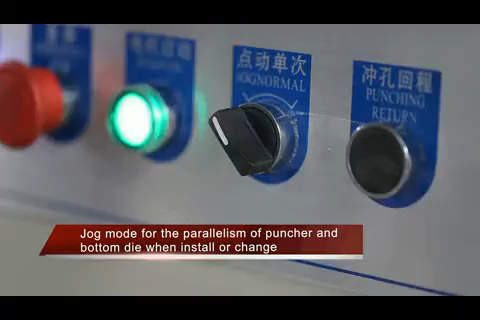 点动单次
JOGNORMAL
冲孔回程
PUNCHING
RETURN
Jog mode for the parallelism of puncher and
bottom die when install or change